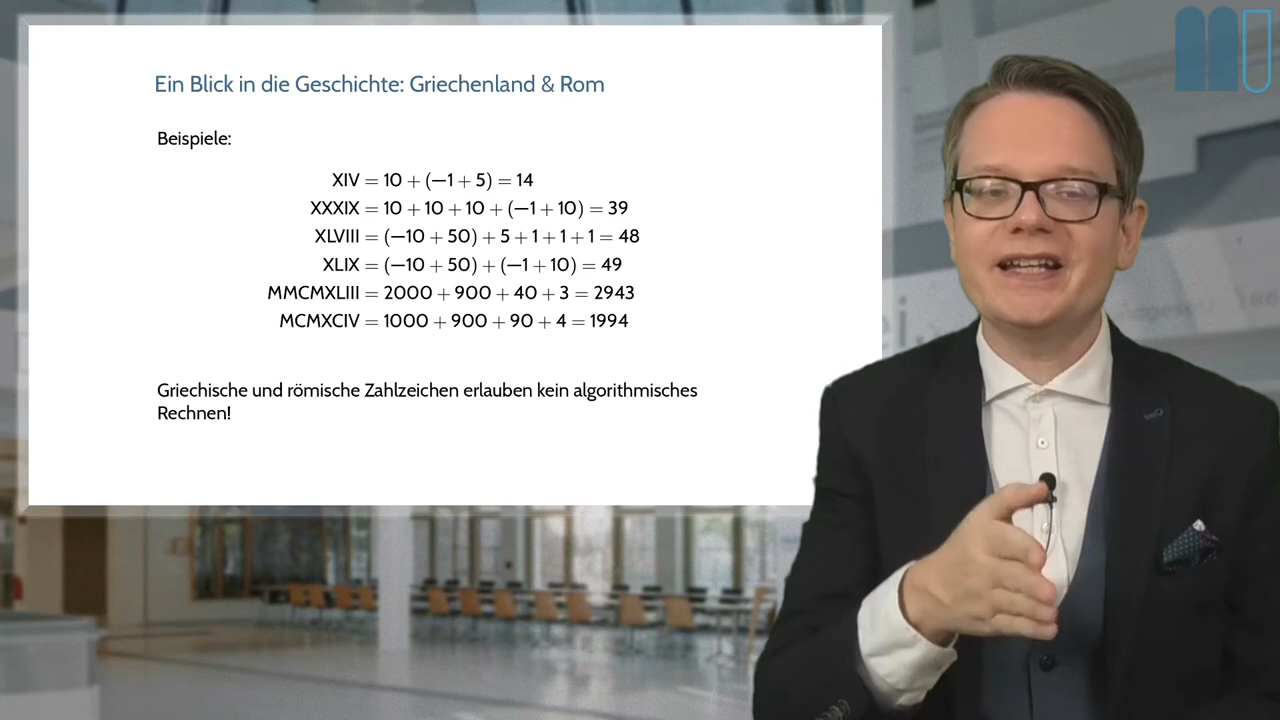 Ein Blick in die Geschichte: Griechenland & Rom
Beispiele:
XIV = 10 + (−1 + 5) = 14
XXXIX = 10 + 10 + 10 + (−1 + 10) = 39
XLVIII = (−10 + 50) + 5 + 1 + 1 + 1 = 48
XLIX = (−10 + 50) + (−1 + 10) = 49
MMCMXLIII = 2000 + 900 + 40 + 3 = 2943
MCMXCIV = 1000 + 900 + 90 + 4 = 1994
Griechische und römische Zahlzeichen erlauben kein algorithmisches
Rechnen!